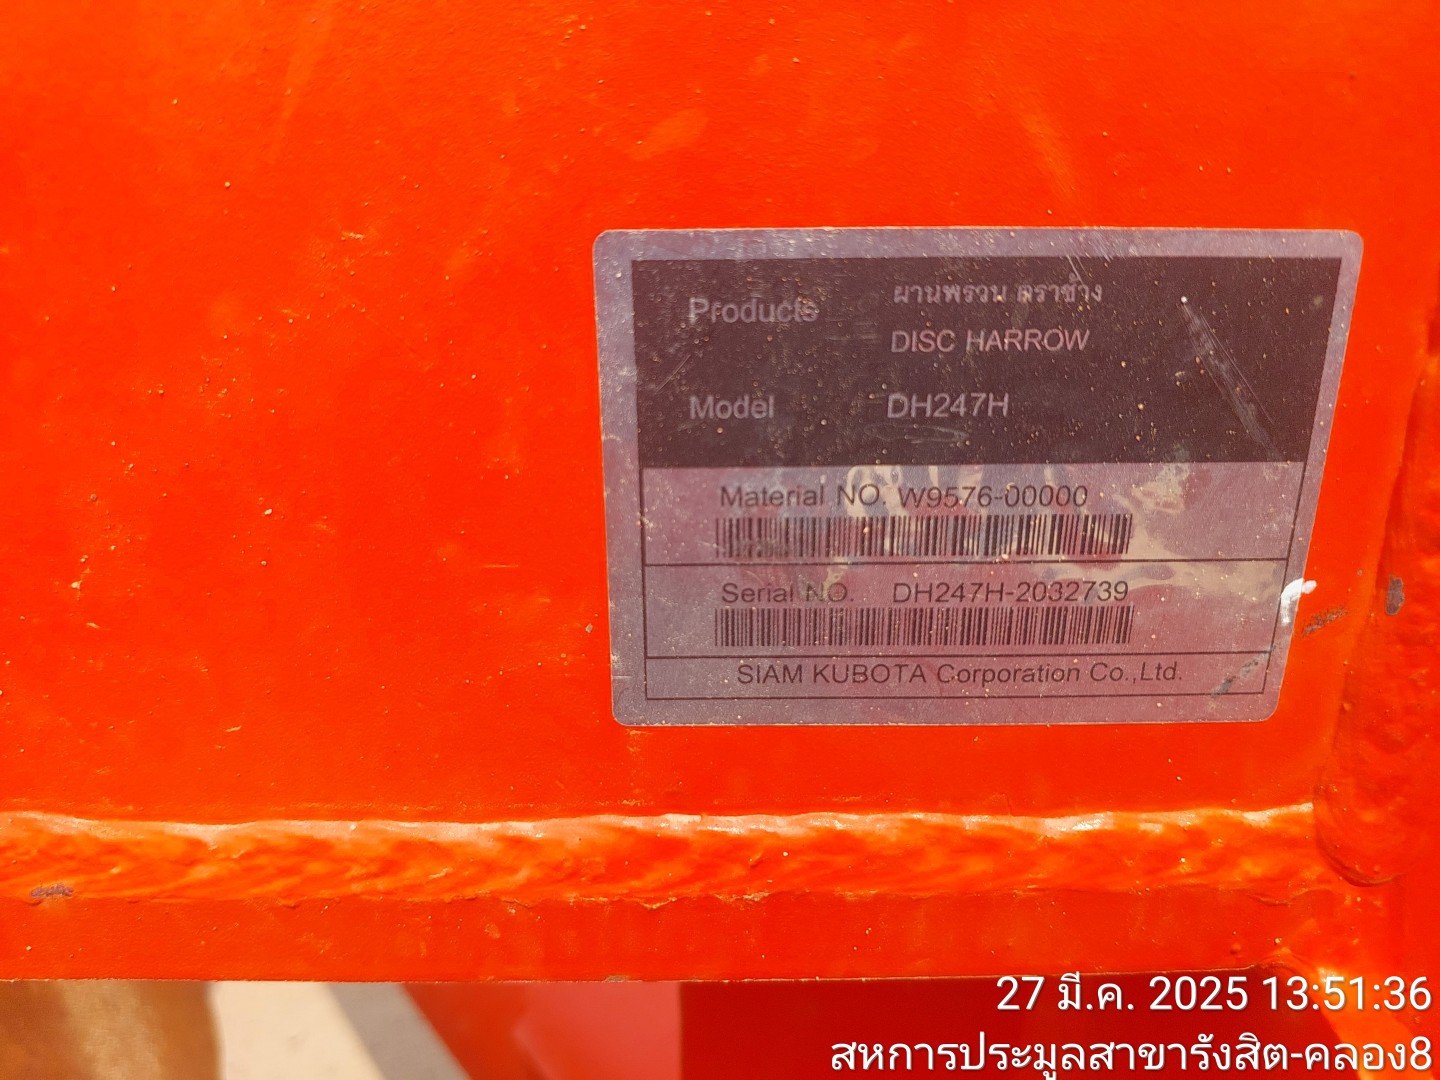 Products ผานพรวน ตราช้าง
DISC HARROW
Model DH247H
Material NO. W9576-00000
Serial NO. DH247H-2032739
SIAM KUBOTA Corporation Co.,Ltd.
27 มี.ค. 2025 13:51:36
สหการประมูลสาขารังสิต-คลอง8